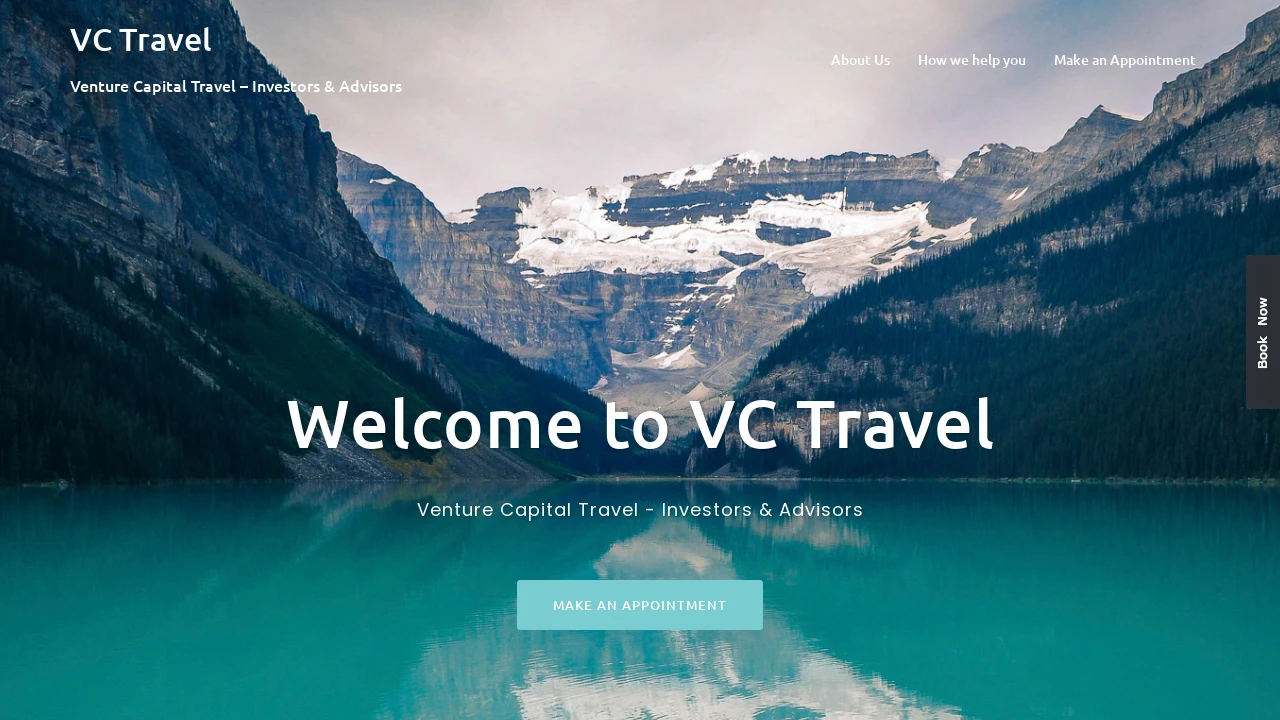 VC Travel
Venture Capital Travel – Investors & Advisors
About Us
How we help you
Make an Appointment
Book Now
Welcome to VC Travel
Venture Capital Travel - Investors & Advisors
MAKE AN APPOINTMENT